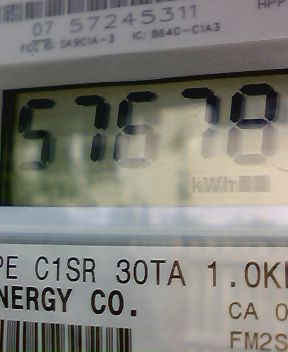 07 57245311
FCC ID: SK9C1A-3 IC: 864G-C1A3
57678
kWh
PE C1SR 30TA 1.0K
NERGY CO.
CA 0
FM2S